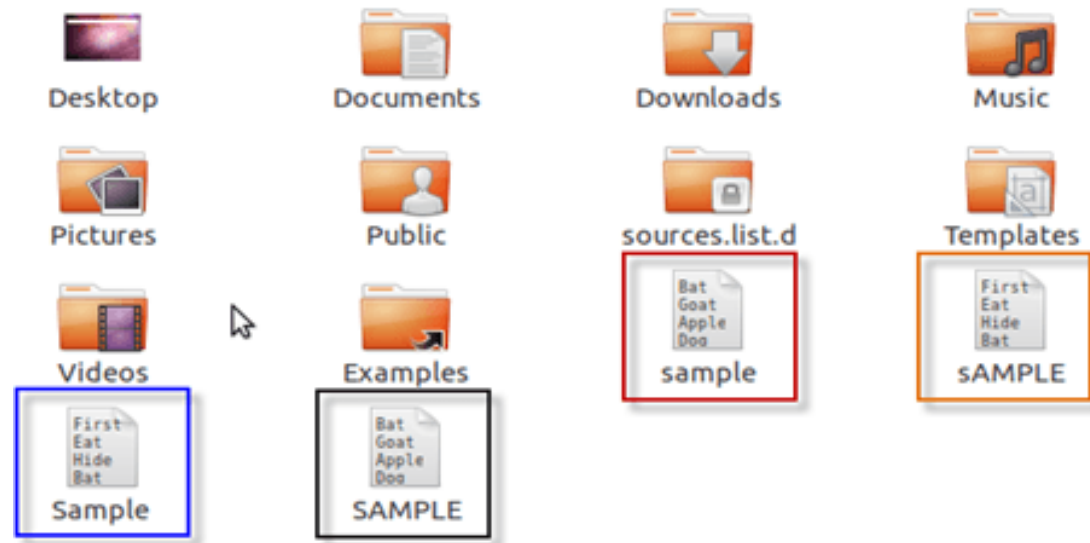 Desktop
Documents
Downloads
Music
Pictures
Public
sources.list.d
a
Templates
Videos
Examples
Bat
Goat
Apple
Dog
sample
First
Eat
Hide
Bat
sAMPLE
First
Eat
Hide
Bat
Sample
Bat
Goat
Apple
Dog
SAMPLE